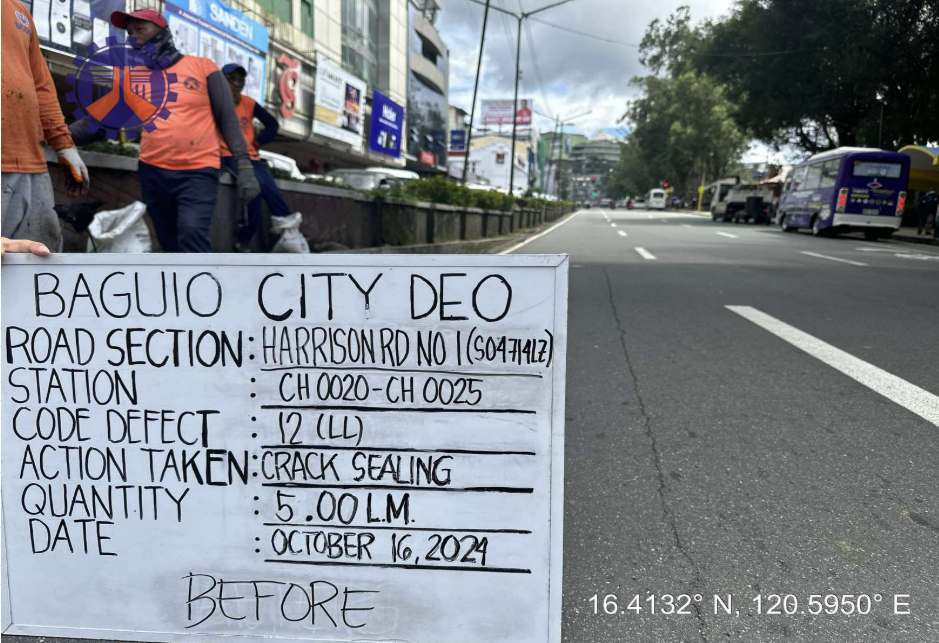 SANDEN
Haier
BAGUIO CITY DEO
ROAD SECTION : HARRISON RD NO 1 (S04714LZ)
STATION : CH 0020-CH 0025
CODE DEFECT : 12 (LL)
ACTION TAKEN : CRACK SEALING
QUANTITY : 5.00 L.M.
DATE : OCTOBER 16, 2024
BEFORE
16.4132° N, 120.5950° E